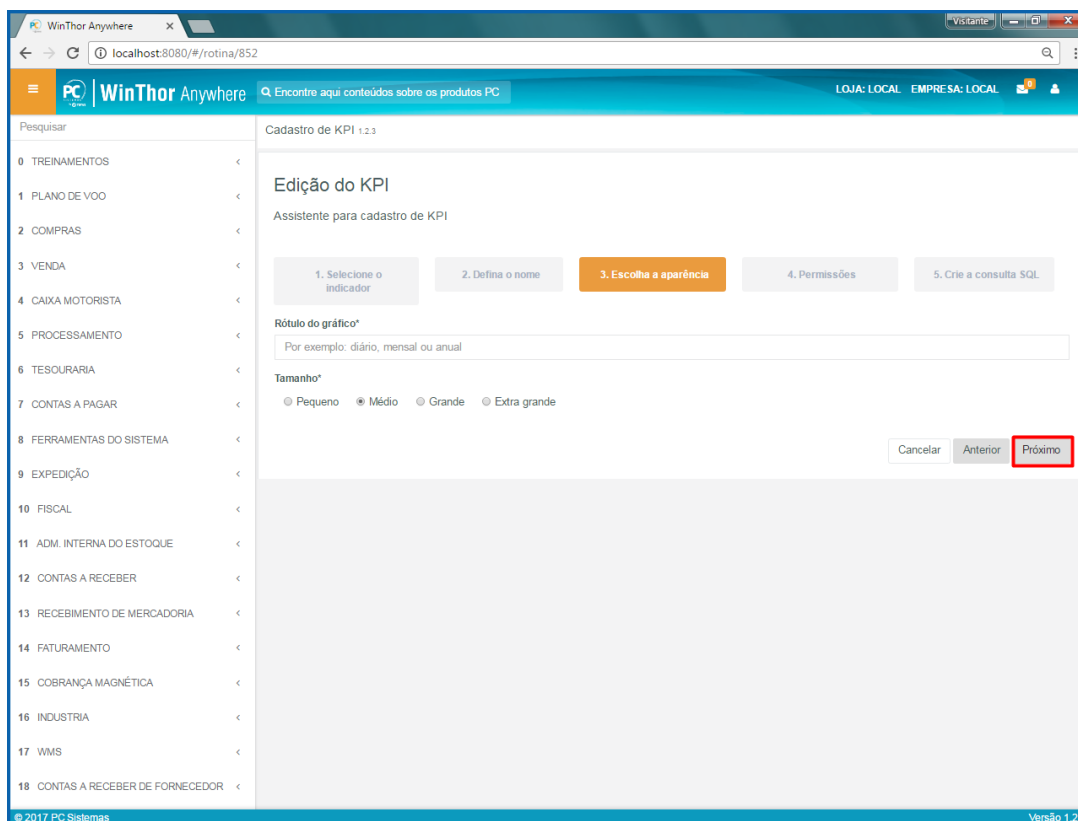 WinThor Anywhere
Visitante
localhost:8080/#/rotina/852
PC | WinThor Anywhere
Encontre aqui conteúdos sobre os produtos PC
LOJA: LOCAL EMPRESA: LOCAL
0
Pesquisar
Cadastro de KPI 1.2.3
0 TREINAMENTOS
1 PLANO DE VOO
2 COMPRAS
3 VENDA
4 CAIXA MOTORISTA
5 PROCESSAMENTO
6 TESOURARIA
7 CONTAS A PAGAR
8 FERRAMENTAS DO SISTEMA
9 EXPEDIÇÃO
10 FISCAL
11 ADM. INTERNA DO ESTOQUE
12 CONTAS A RECEBER
13 RECEBIMENTO DE MERCADORIA
14 FATURAMENTO
15 COBRANÇA MAGNÉTICA
16 INDUSTRIA
17 WMS
18 CONTAS A RECEBER DE FORNECEDOR
Edição do KPI
Assistente para cadastro de KPI
1. Selecione o
indicador
2. Defina o nome
3. Escolha a aparência
4. Permissões
5. Crie a consulta SQL
Rótulo do gráfico*
Por exemplo: diário, mensal ou anual
Tamanho*
Pequeno Médio Grande Extra grande
Cancelar Anterior Próximo
© 2017 PC Sistemas
Versão 1.2